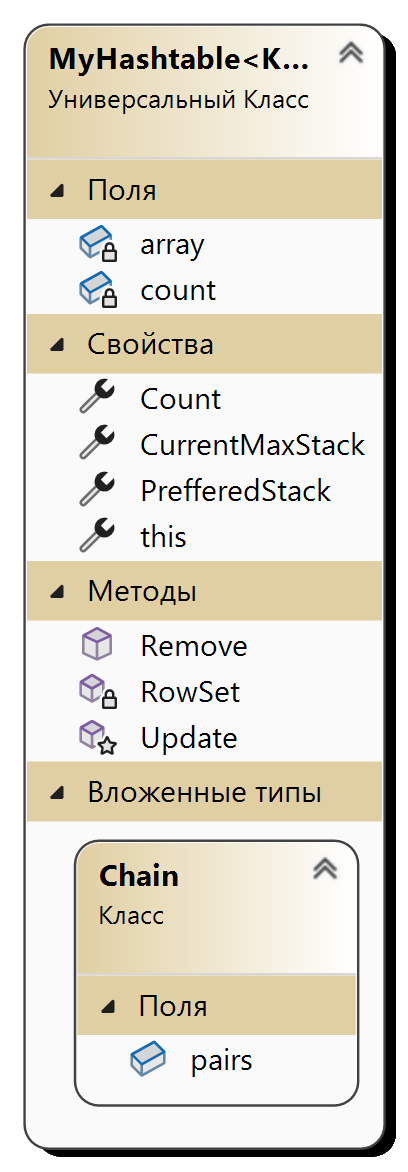 MyHashtable<K...
Универсальный Класс
Поля
array
count
Свойства
Count
CurrentMaxStack
PrefferedStack
this
Методы
Remove
RowSet
Update
Вложенные типы
Chain
Класс
Поля
pairs